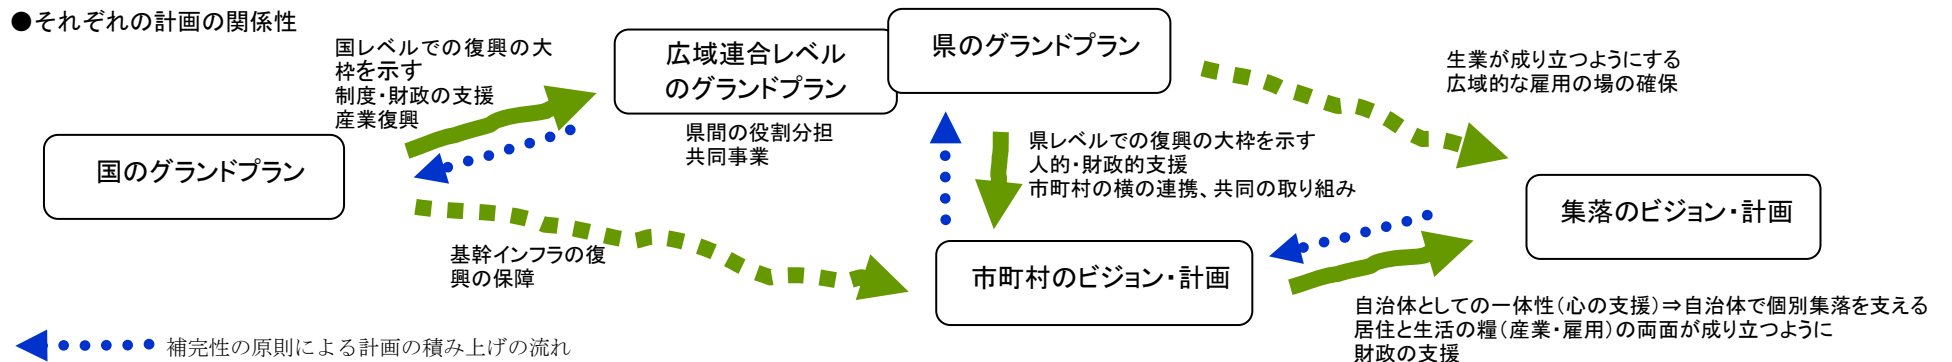 ●それぞれの計画の関係性
国レベルでの復興の大
枠を示す
制度・財政の支援
産業復興
広域連合レベル
のグランドプラン
県のグランドプラン
生業が成り立つようにする
広域的な雇用の場の確保
県間の役割分担
共同事業
県レベルでの復興の大枠を示す
人的・財政的支援
市町村の横の連携、共同の取り組み
国のグランドプラン
集落のビジョン・計画
基幹インフラの復
興の保障
市町村のビジョン・計画
自治体としての一体性(心の支援)⇒自治体で個別集落を支える
居住と生活の糧(産業・雇用)の両面が成り立つように
財政の支援
補完性の原則による計画の積み上げの流れ